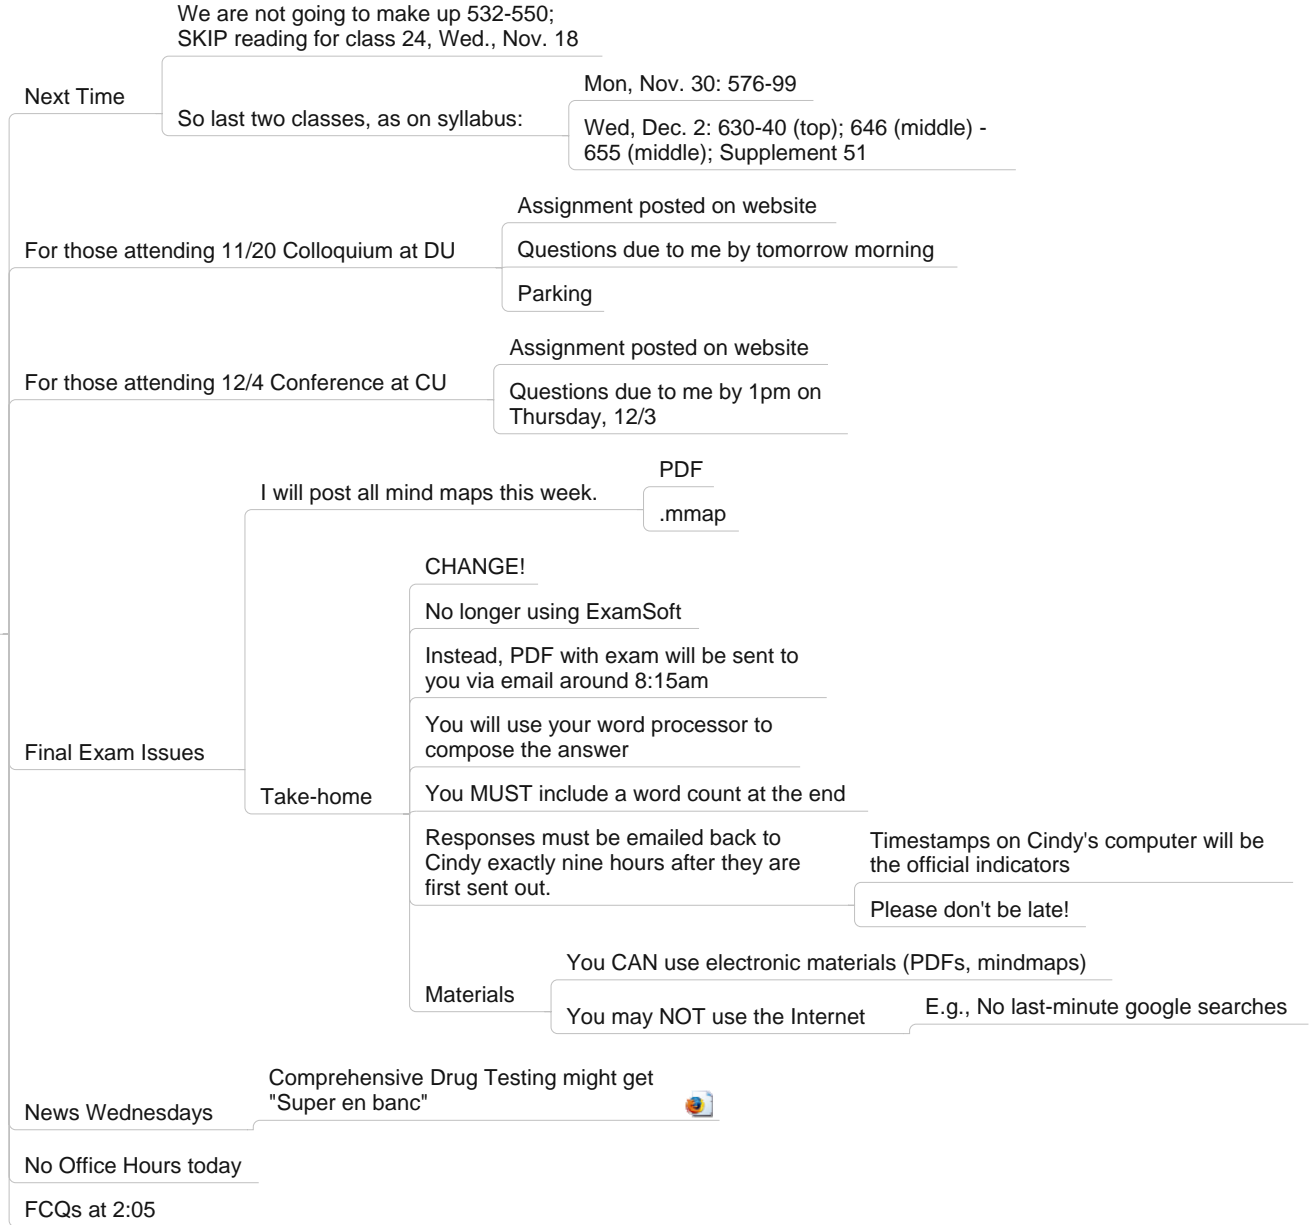 We are not going to make up 532-550;
SKIP reading for class 24, Wed., Nov. 18
Next Time
So last two classes, as on syllabus:
Mon, Nov. 30: 576-99
Wed, Dec. 2: 630-40 (top); 646 (middle) -
655 (middle); Supplement 51
For those attending 11/20 Colloquium at DU
Assignment posted on website
Questions due to me by tomorrow morning
Parking
For those attending 12/4 Conference at CU
Assignment posted on website
Questions due to me by 1pm on
Thursday, 12/3
Final Exam Issues
I will post all mind maps this week.
PDF
.mmap
Take-home
CHANGE!
No longer using ExamSoft
Instead, PDF with exam will be sent to
you via email around 8:15am
You will use your word processor to
compose the answer
You MUST include a word count at the end
Responses must be emailed back to
Cindy exactly nine hours after they are
first sent out.
Timestamps on Cindy's computer will be
the official indicators
Please don't be late!
Materials
You CAN use electronic materials (PDFs, mindmaps)
You may NOT use the Internet
E.g., No last-minute google searches
News Wednesdays
Comprehensive Drug Testing might get
"Super en banc"
No Office Hours today
FCQs at 2:05